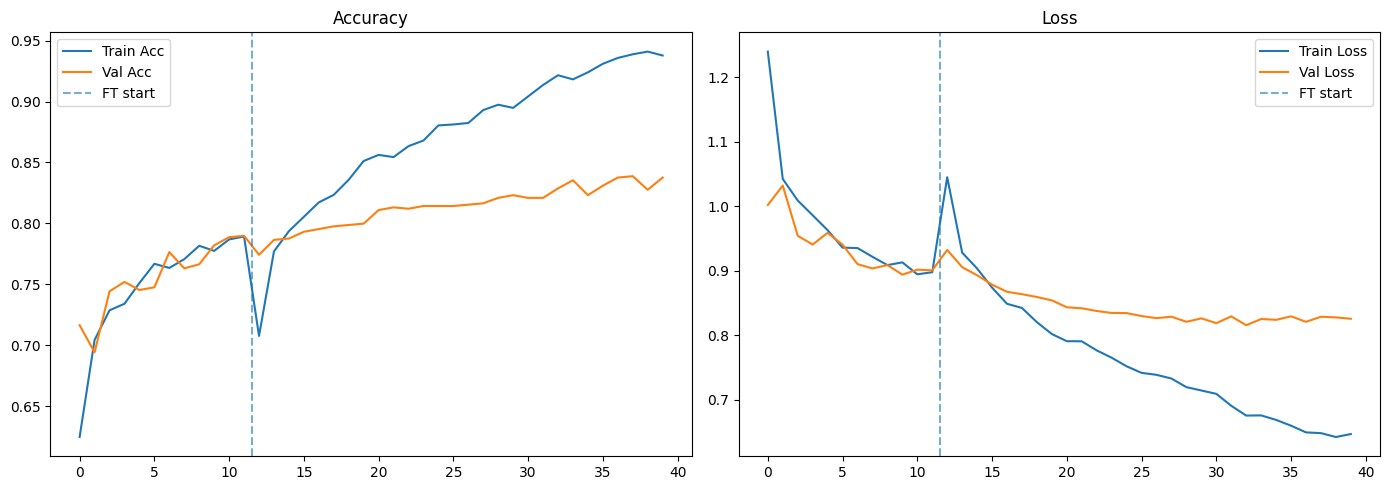 Accuracy
0.95
0.90
0.85
0.80
0.75
0.70
0.65
Train Acc
Val Acc
FT start
0 5 10 15 20 25 30 35 40
Loss
1.2
1.1
1.0
0.9
0.8
0.7
Train Loss
Val Loss
FT start
0 5 10 15 20 25 30 35 40